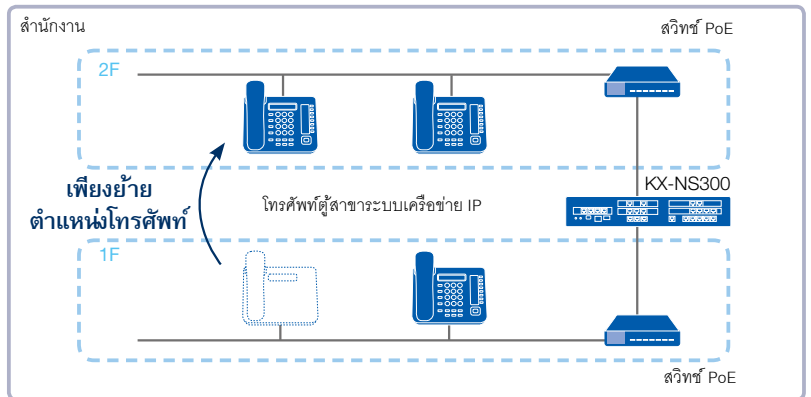 สำนักงาน
สวิทช์ PoE
2F
KX-NS300
เพียงย้าย
ตำแหน่งโทรศัพท์
โทรศัพท์ตู้สาขาระบบเครือข่าย IP
1F
สวิทช์ PoE